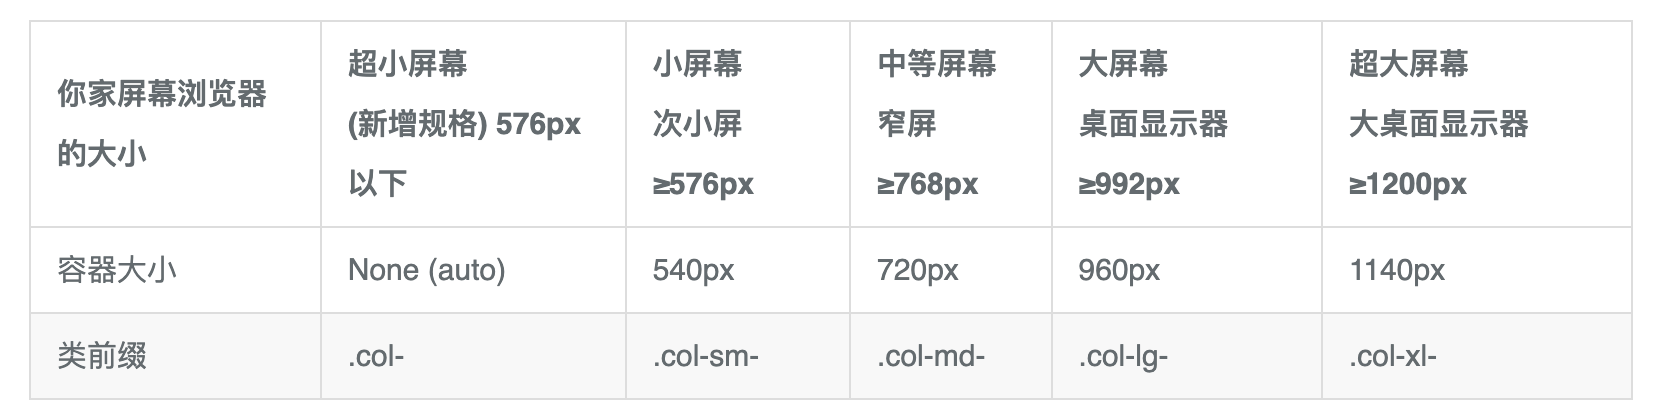 你家屏幕浏览器
的大小
超小屏幕
(新增规格) 576px
以下
小屏幕
次小屏
≥576px
中等屏幕
窄屏
≥768px
大屏幕
桌面显示器
≥992px
超大屏幕
大桌面显示器
≥1200px
容器大小
None (auto)
540px
720px
960px
1140px
类前缀
.col-
.col-sm-
.col-md-
.col-lg-
.col-xl-